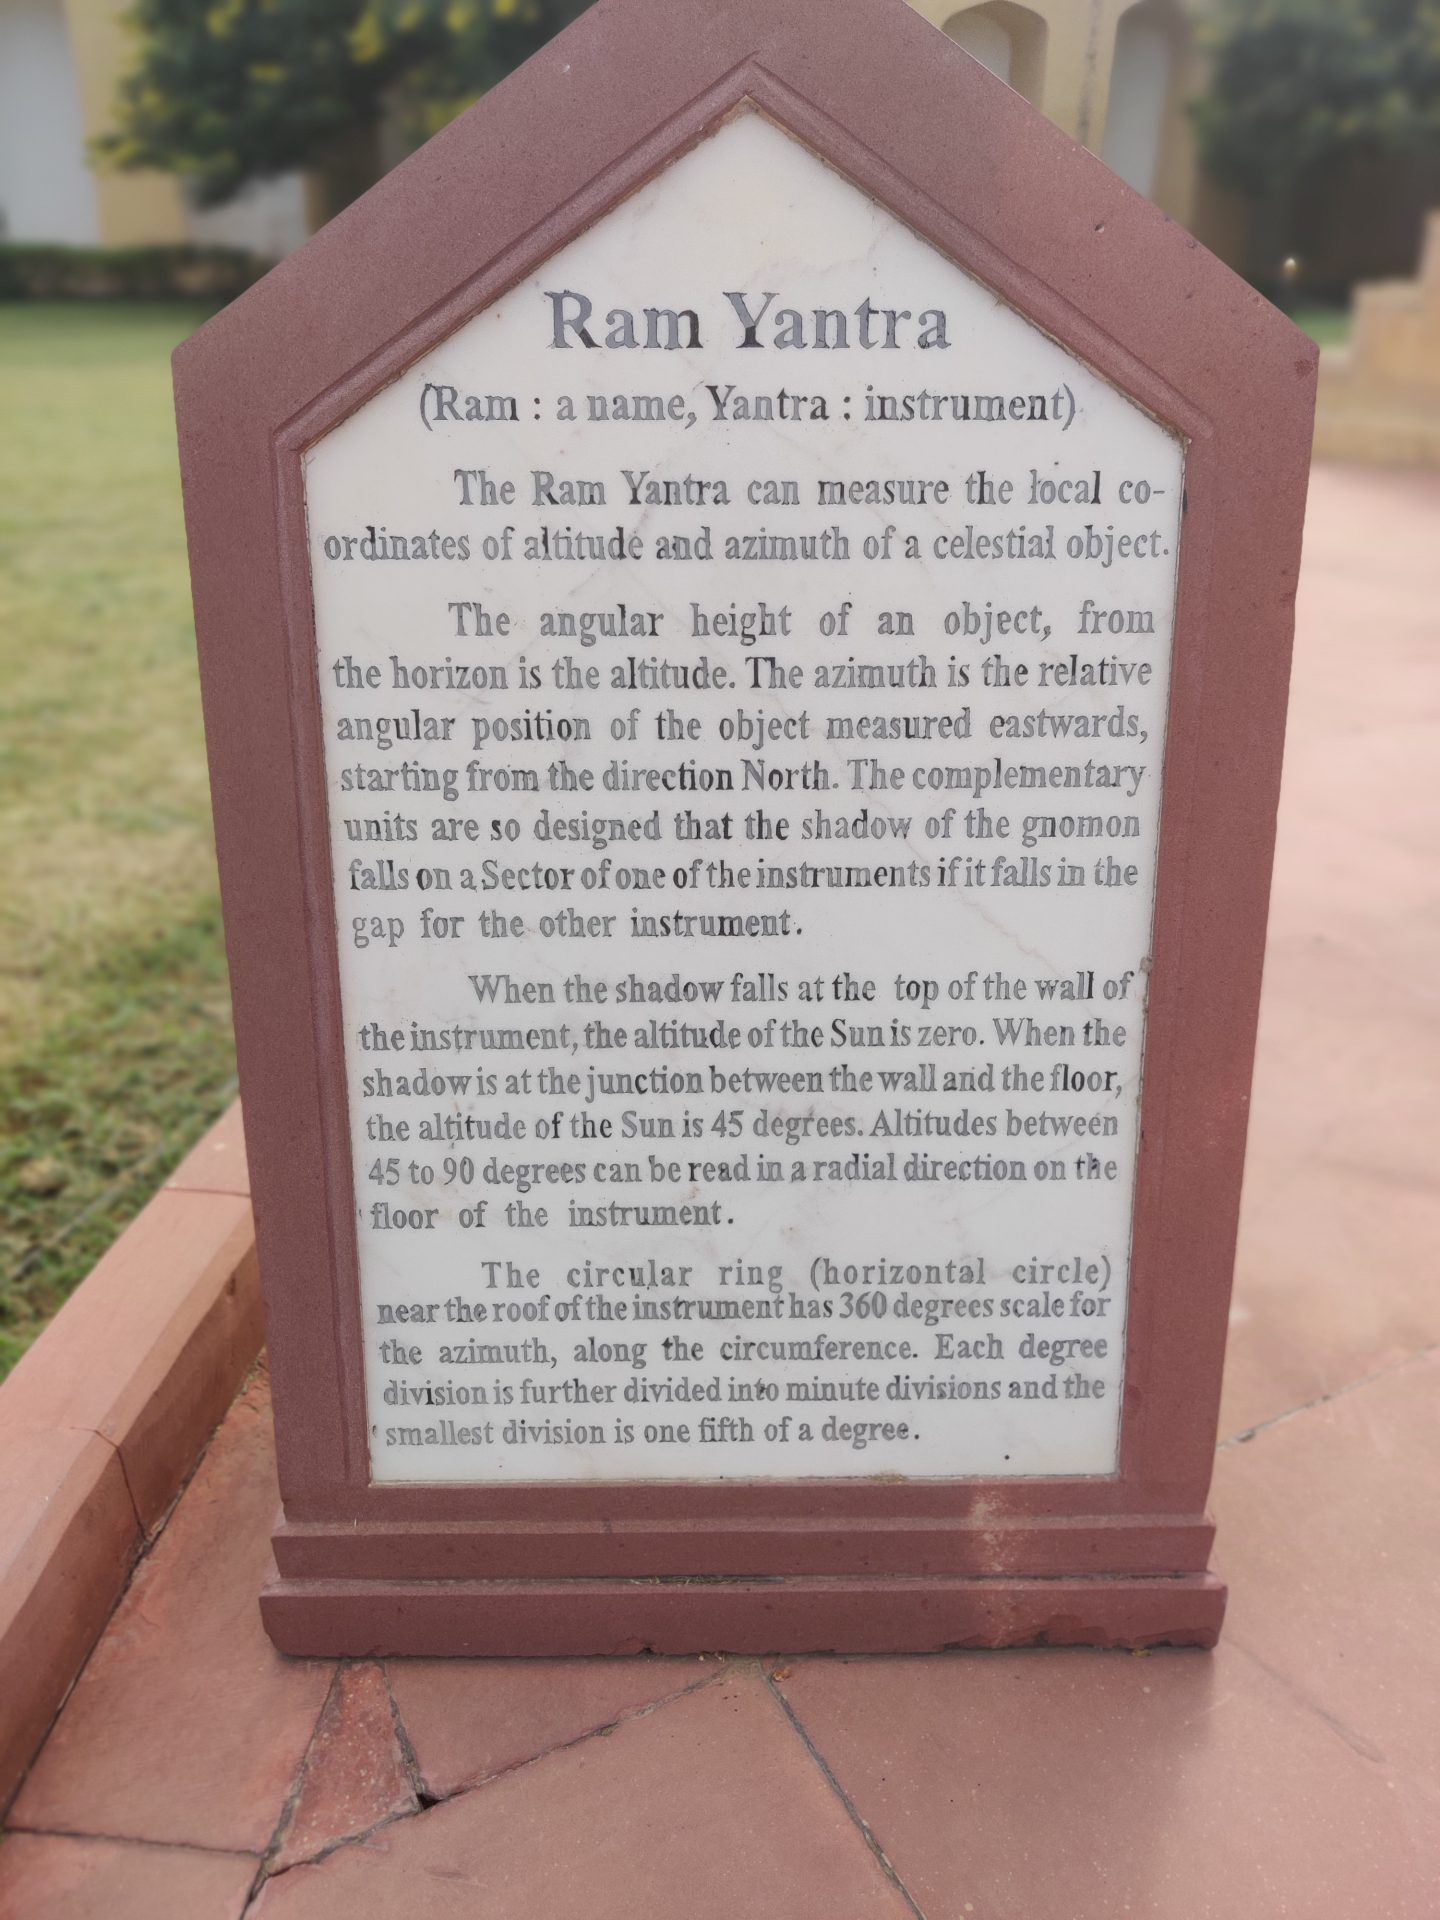 Ram Yantra
(Ram : a name, Yantra : instrument)
The Ram Yantra can measure the local co-
ordinates of altitude and azimuth of a celestial object.
The angular height of an object, from
the horizon is the altitude. The azimuth is the relative
angular position of the object measured eastwards,
starting from the direction North. The complementary
units are so designed that the shadow of the gnomon
falls on a Sector of one of the instruments if it falls in the
gap for the other instrument.
When the shadow falls at the top of the wall of
the instrument, the altitude of the Sun is zero. When the
shadow is at the junction between the wall and the floor,
the altitude of the Sun is 45 degrees. Altitudes between
45 to 90 degrees can be read in a radial direction on the
floor of the instrument.
The circular ring (horizontal circle)
near the roof of the instrument has 360 degrees scale for
the azimuth, along the circumference. Each degree
division is further divided into minute divisions and the
smallest division is one fifth of a degree.